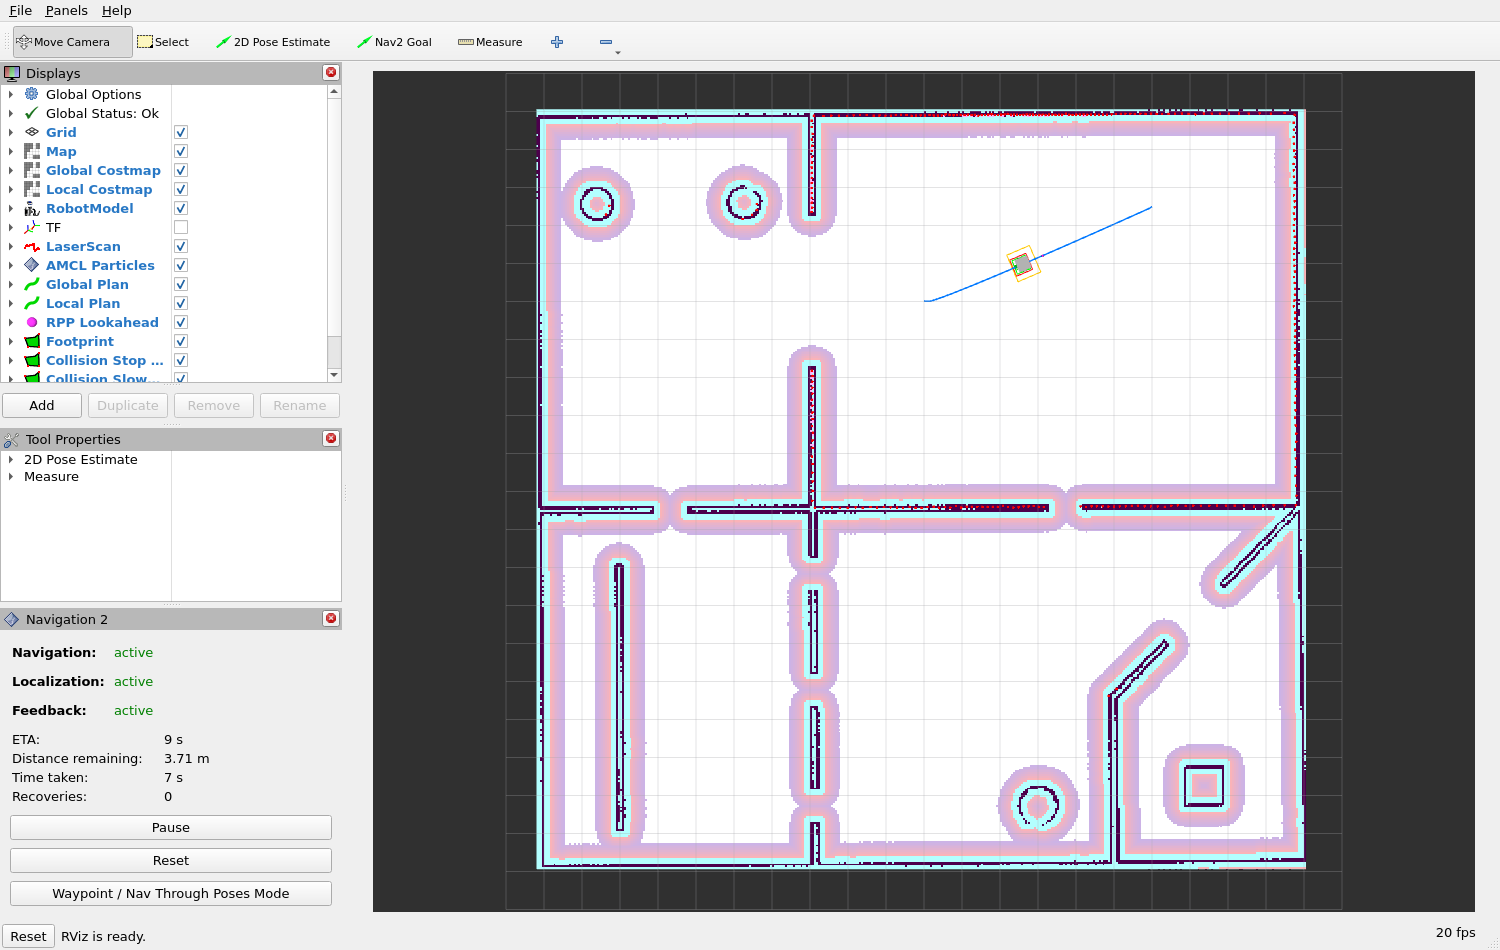 File Panels Help
Move Camera Select 2D Pose Estimate Nav2 Goal Measure
Displays
Global Options
Global Status: Ok
Grid
Map
Global Costmap
Local Costmap
RobotModel
TF
LaserScan
AMCL Particles
Global Plan
Local Plan
RPP Lookahead
Footprint
Collision Stop ...
Collision Slow...
Add Duplicate Remove Rename
Tool Properties
2D Pose Estimate
Measure
Navigation 2
Navigation: active
Localization: active
Feedback: active
ETA: 9 s
Distance remaining: 3.71 m
Time taken: 7 s
Recoveries: 0
Pause
Reset
Waypoint / Nav Through Poses Mode
Reset RViz is ready. 20 fps